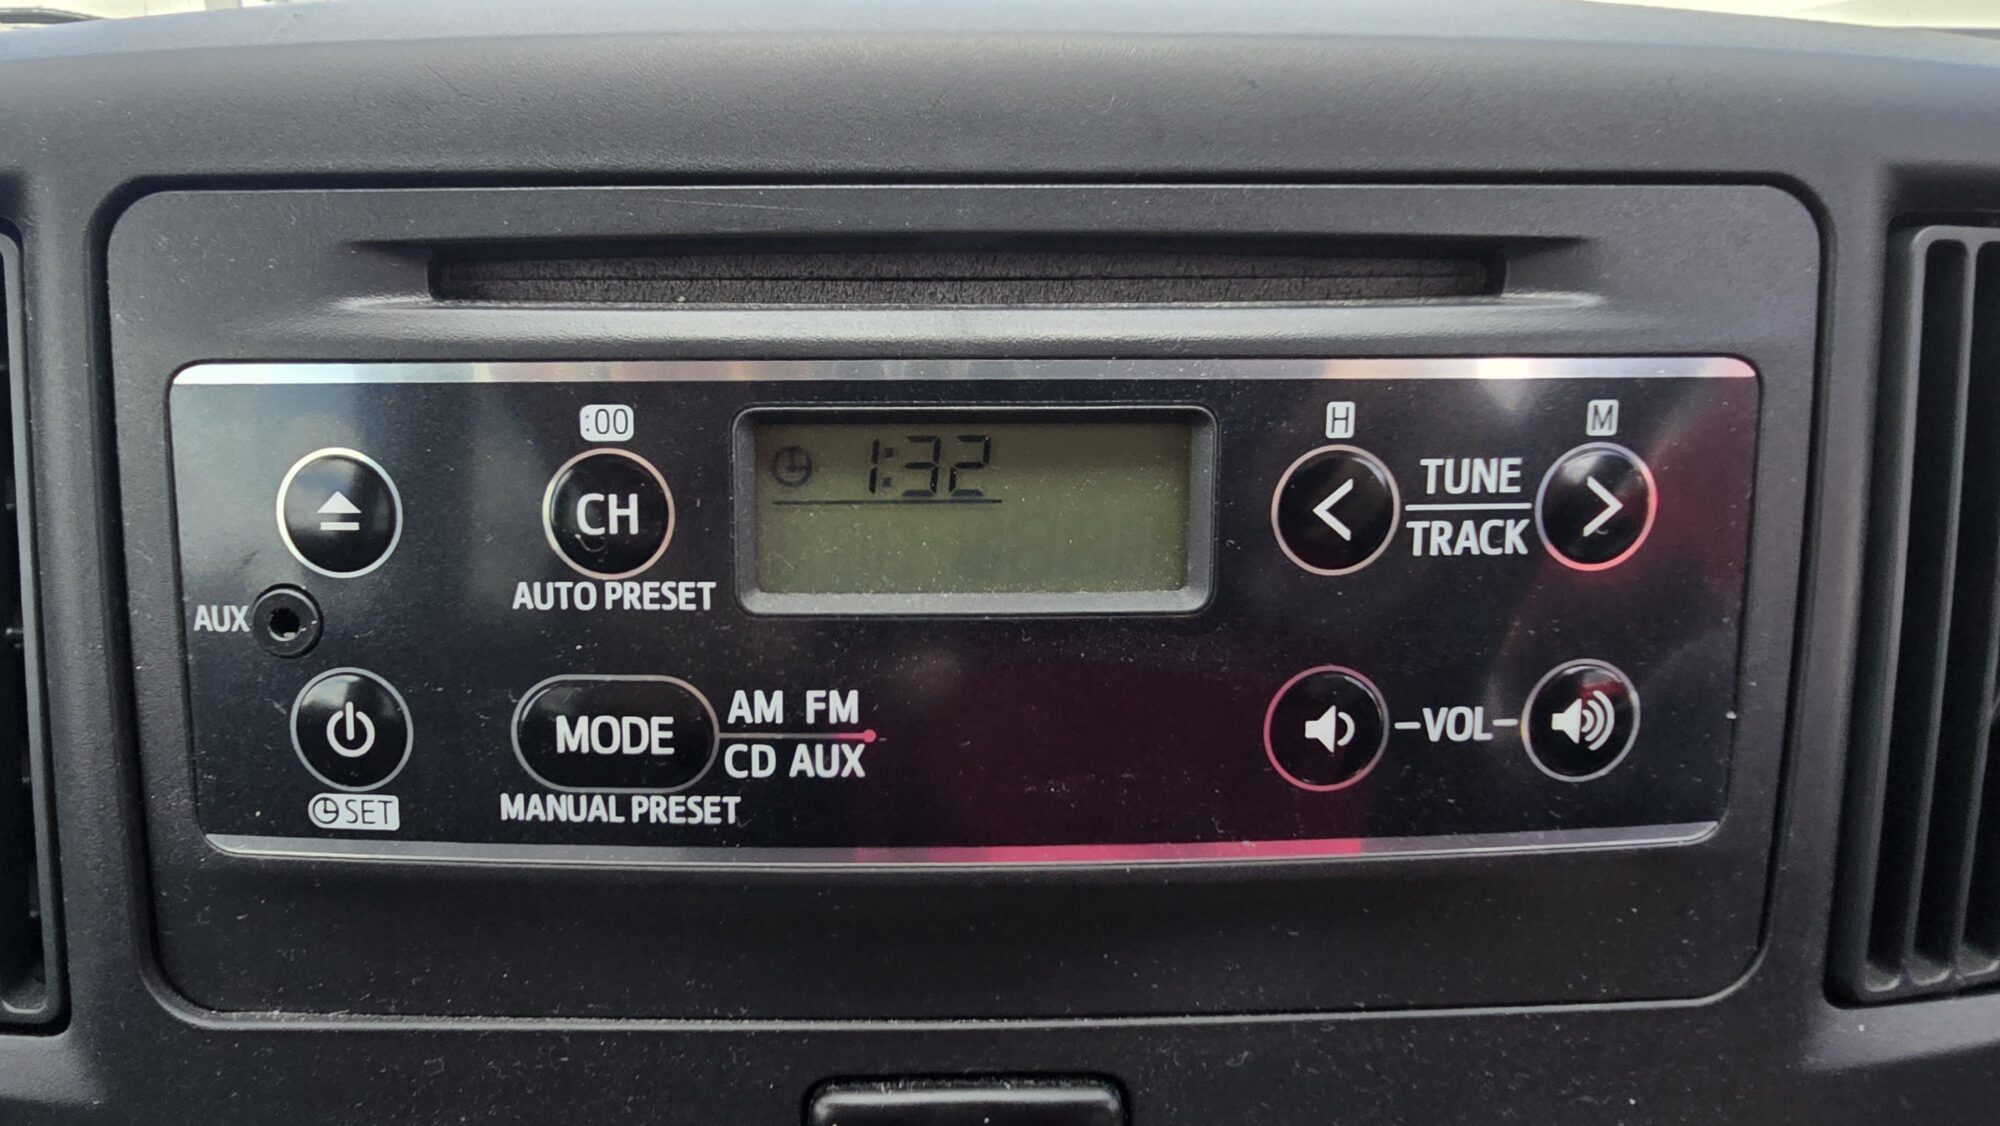 :00
H
M
1:32
CH
TUNE
TRACK
AUTO PRESET
AUX
MODE
AM FM
CD AUX
-VOL-
SET
MANUAL PRESET